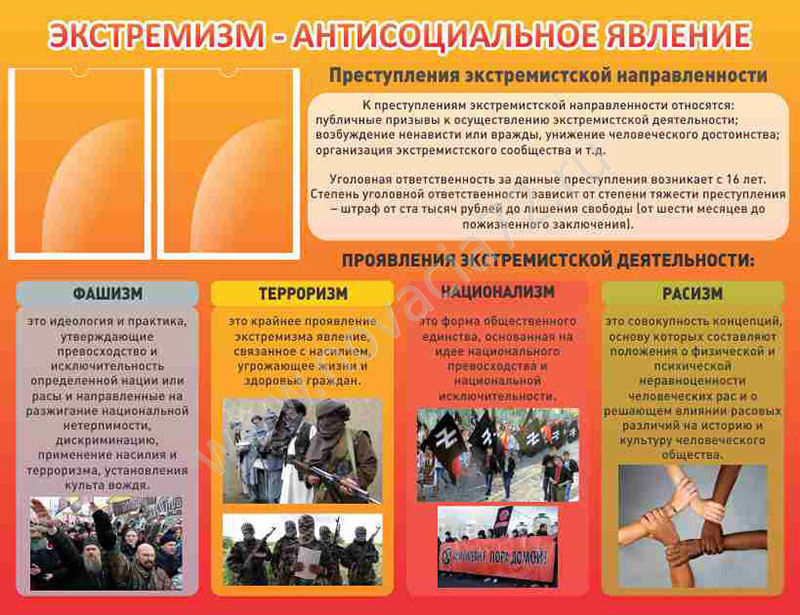 ЭКСТРЕМИЗМ - АНТИСОЦИАЛЬНОЕ ЯВЛЕНИЕ
Преступления экстремистской направленности
К преступлениям экстремистской направленности относятся:
публичные призывы к осуществлению экстремистской деятельности;
возбуждение ненависти или вражды, унижение человеческого достоинства;
организация экстремистского сообщества и т.д.
Уголовная ответственность за данные преступления возникает с 16 лет.
Степень уголовной ответственности зависит от степени тяжести преступления
– штраф от ста тысяч рублей до лишения свободы (от шести месяцев до
пожизненного заключения).
ПРОЯВЛЕНИЯ ЭКСТРЕМИСТСКОЙ ДЕЯТЕЛЬНОСТИ:
ФАШИЗМ
это идеология и практика,
утверждающие
превосходство и
исключительность
определенной нации или
расы и направленные на
разжигание национальной
нетерпимости,
дискриминацию,
применение насилия и
терроризма, установления
культа вождя.
ТЕРРОРИЗМ
это крайнее проявление
экстремизма явление,
связанное с насилием,
угрожающее жизни и
здоровью граждан.
НАЦИОНАЛИЗМ
это форма общественного
единства, основанная на
идее национального
превосходства и
национальной
исключительности.
РАСИЗМ
это совокупность концепций,
основу которых составляют
положения о физической и
психической
неравноценности
человеческих рас и о
решающем влиянии расовых
различий на историю и
культуру человеческого
общества.
ПОРА ДОМОЙ!